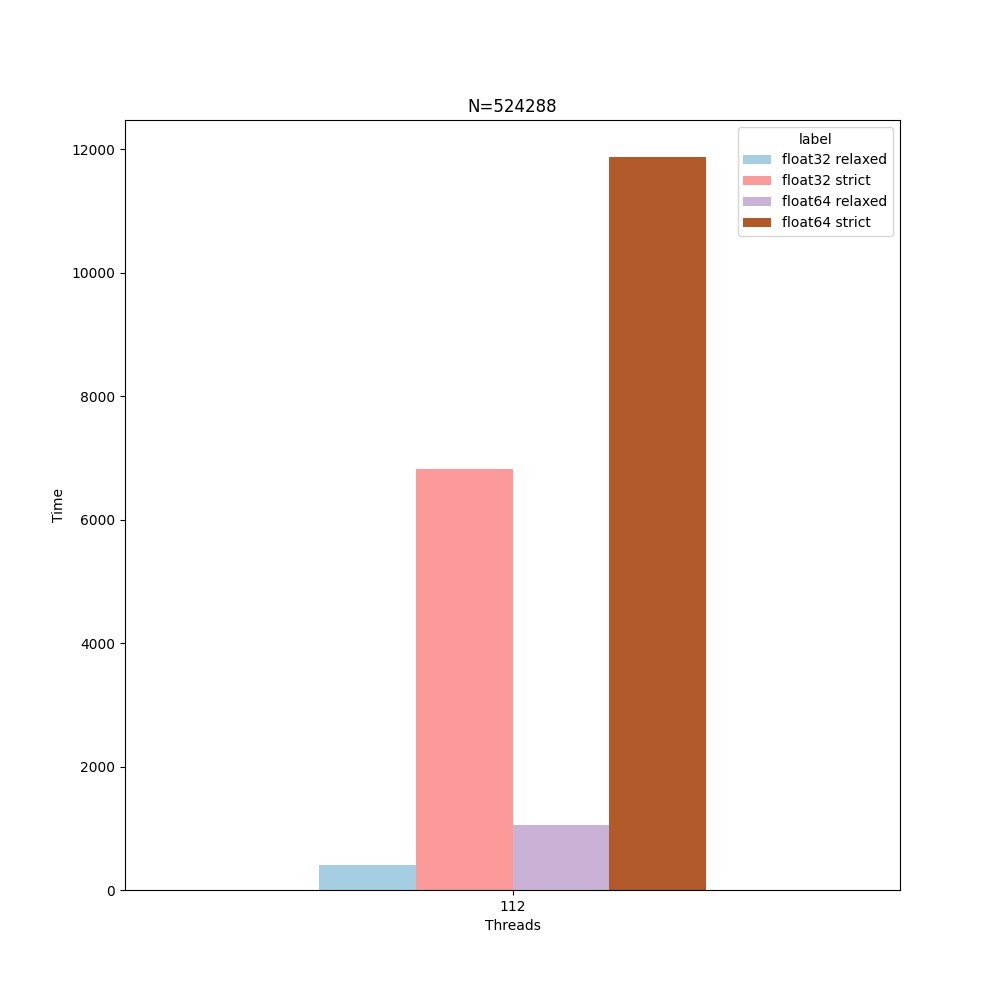 N=524288
label
float32 relaxed
float32 strict
float64 relaxed
float64 strict
12000
10000
8000
6000
4000
2000
0
Time
112
Threads